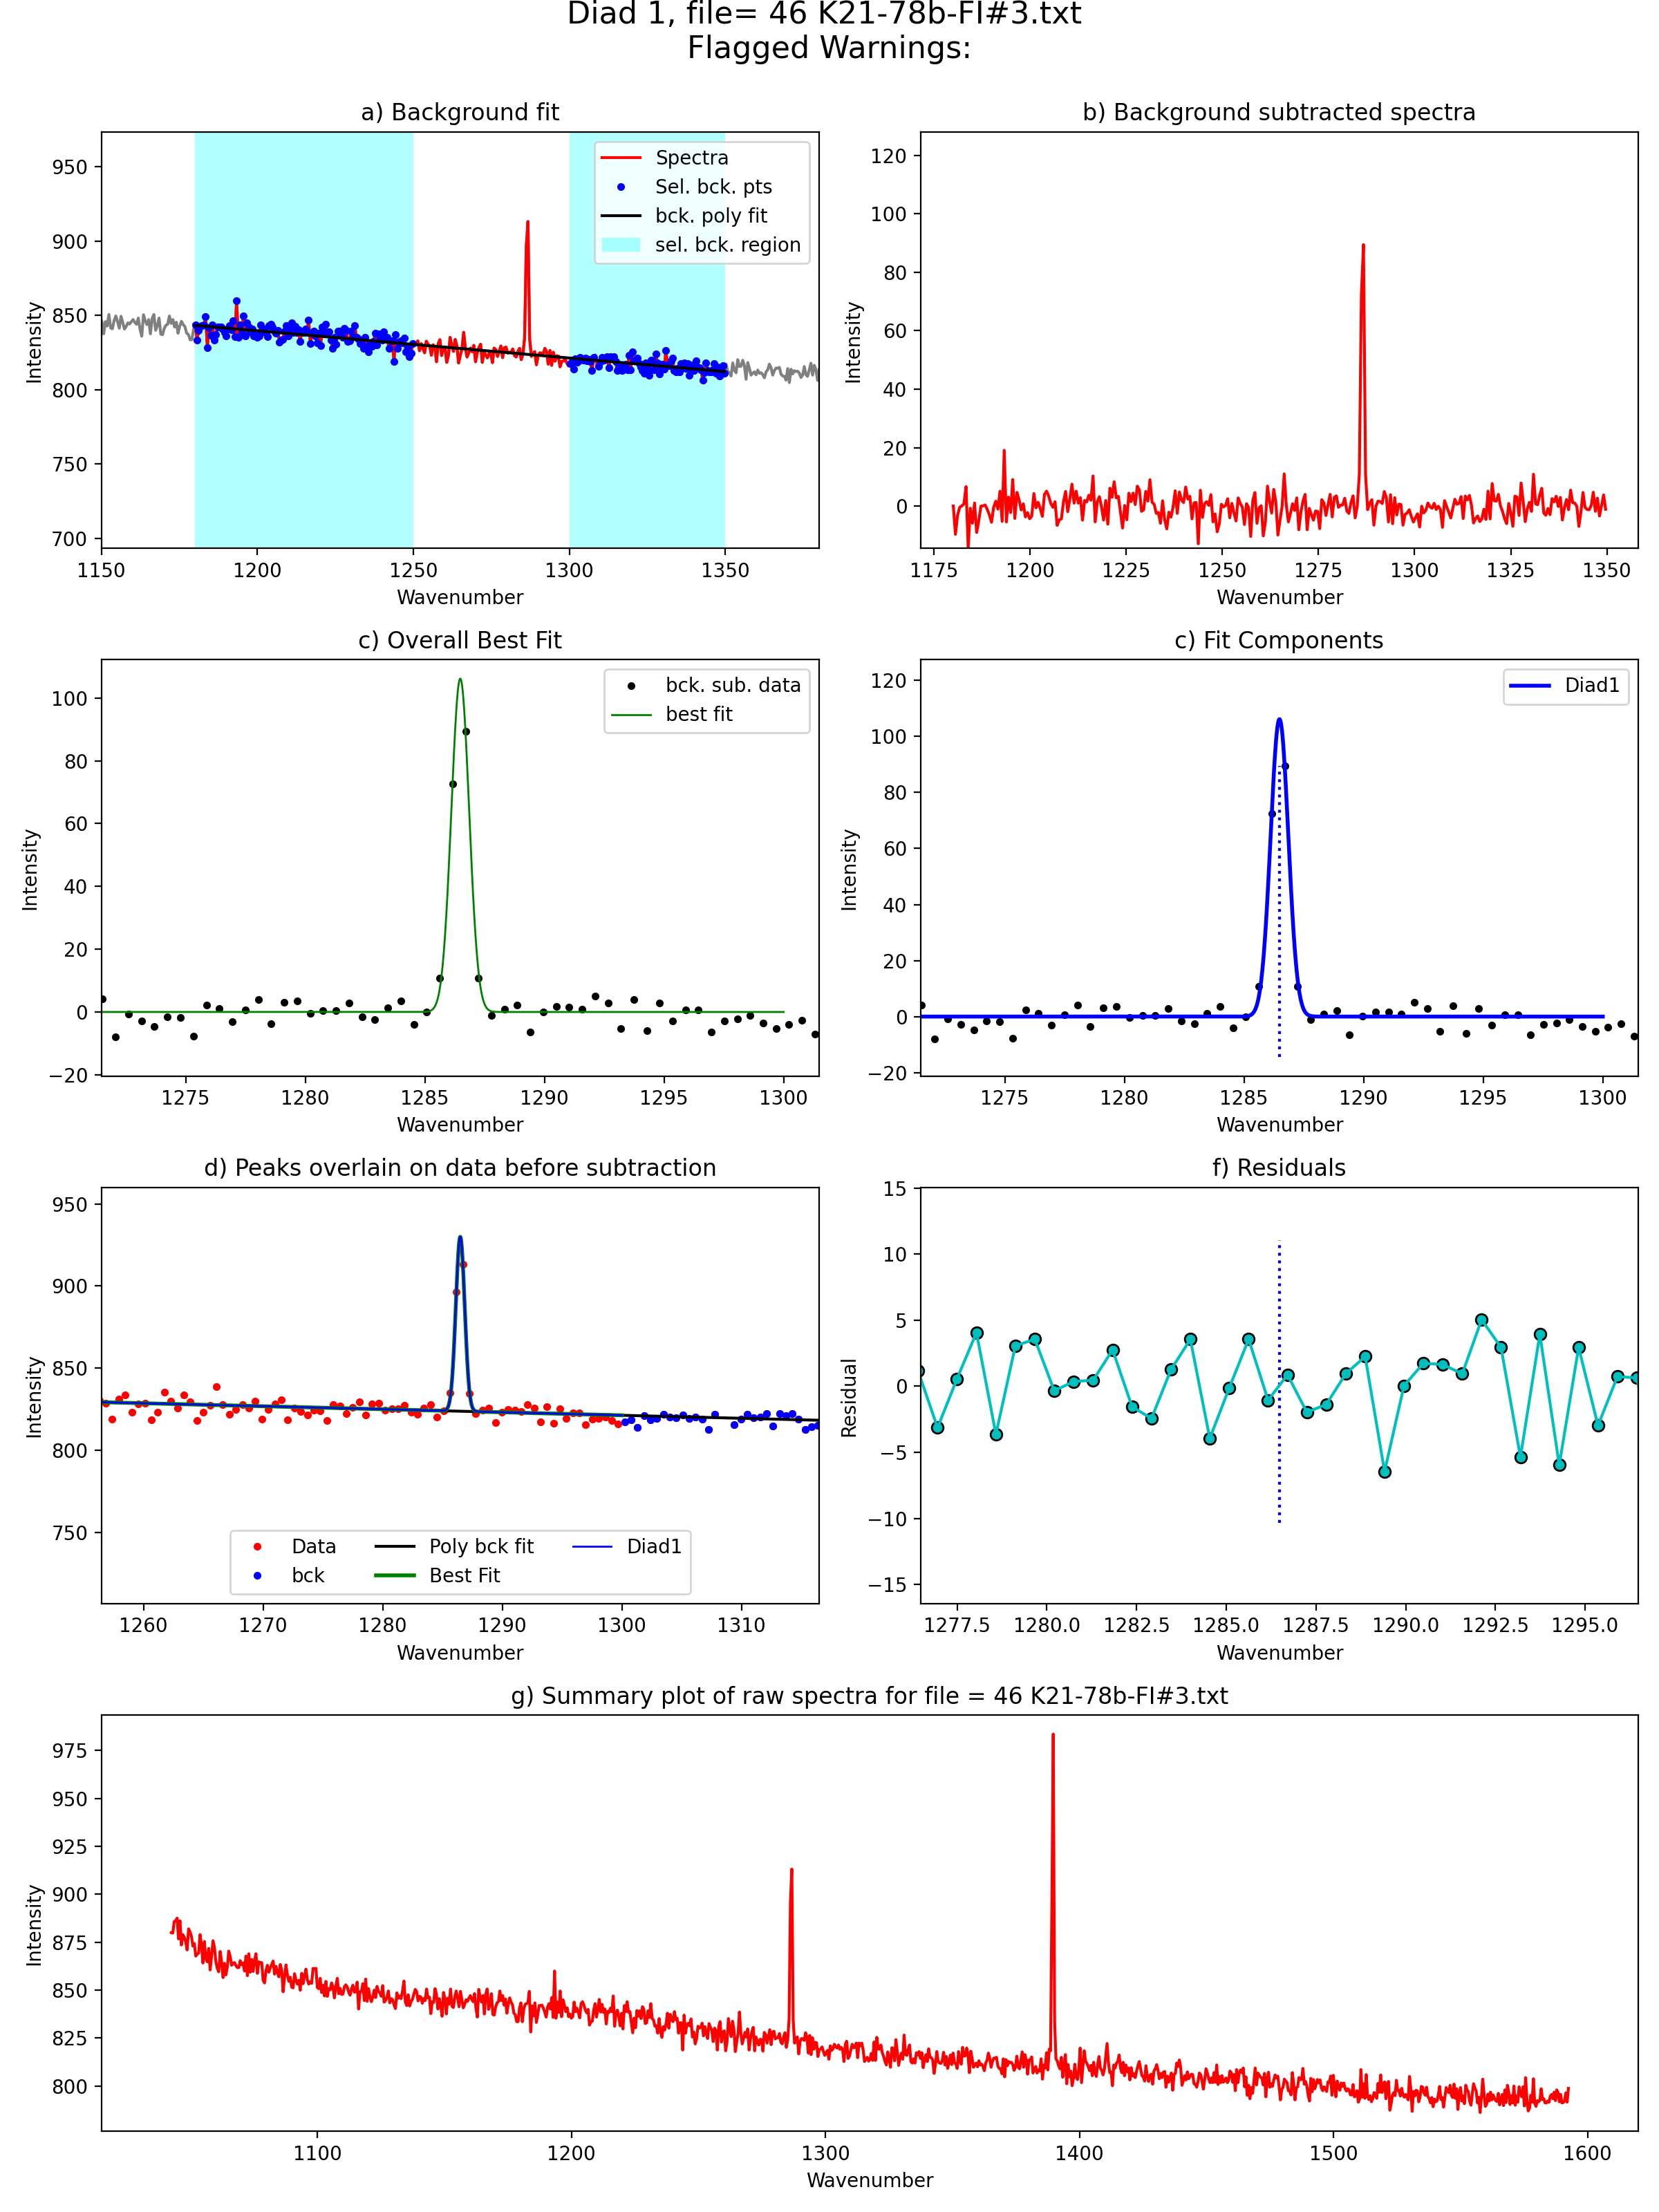 Diad 1, file= 46 K21-78b-FI#3.txt
Flagged Warnings:
a) Background fit
Intensity
950
900
850
800
750
700
Spectra
Sel. bck. pts
bck. poly fit
sel. bck. region
1150 1200 1250 1300 1350
Wavenumber
b) Background subtracted spectra
Intensity
120
100
80
60
40
20
0
1175 1200 1225 1250 1275 1300 1325 1350
Wavenumber
c) Overall Best Fit
Intensity
100
80
60
40
20
0
−20
bck. sub. data
best fit
1275 1280 1285 1290 1295 1300
Wavenumber
c) Fit Components
Intensity
120
100
80
60
40
20
0
−20
Diad1
1275 1280 1285 1290 1295 1300
Wavenumber
d) Peaks overlain on data before subtraction
Intensity
950
900
850
800
750
Data
bck
Poly bck fit
Best Fit
Diad1
1260 1270 1280 1290 1300 1310
Wavenumber
f) Residuals
Residual
15
10
5
0
−5
−10
−15
1277.5 1280.0 1282.5 1285.0 1287.5 1290.0 1292.5 1295.0
Wavenumber
g) Summary plot of raw spectra for file = 46 K21-78b-FI#3.txt
Intensity
975
950
925
900
875
850
825
800
1100 1200 1300 1400 1500 1600
Wavenumber